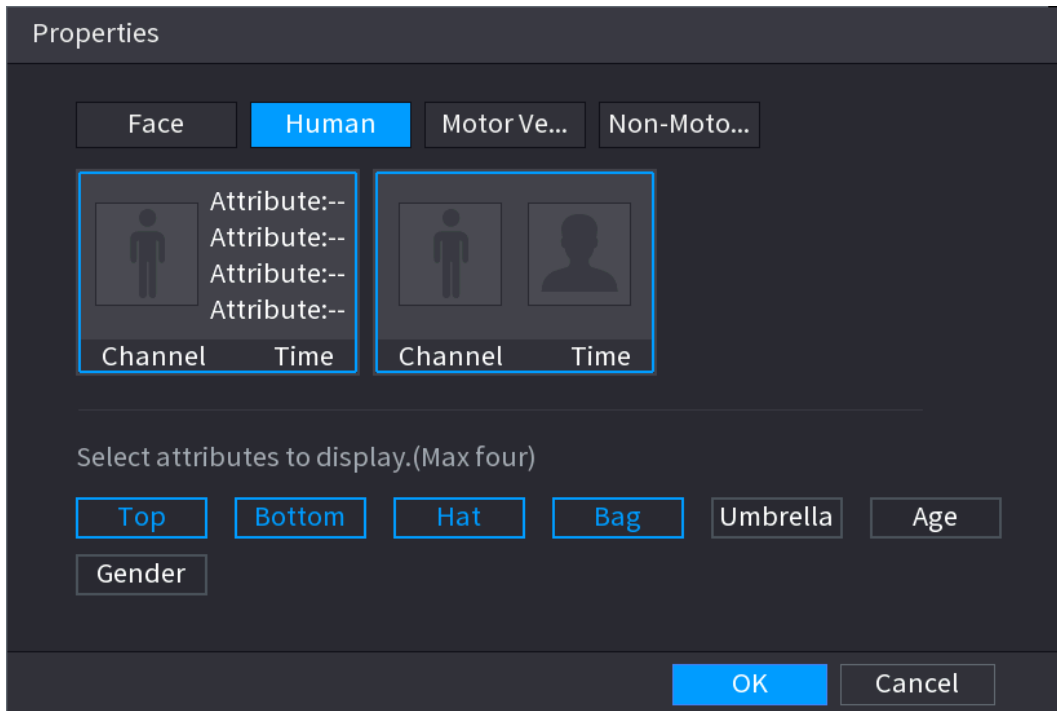 Properties
Face Human Motor Ve... Non-Moto...
Attribute:--
Attribute:--
Attribute:--
Attribute:--
Channel Time Channel Time
Select attributes to display.(Max four)
Top Bottom Hat Bag Umbrella Age
Gender
OK Cancel